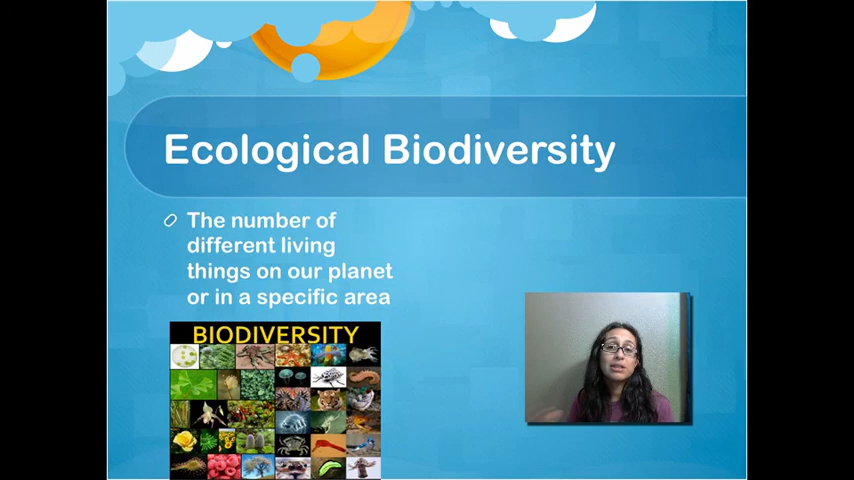 Ecological Biodiversity
The number of
different living
things on our planet
or in a specific area
BIODIVERSITY